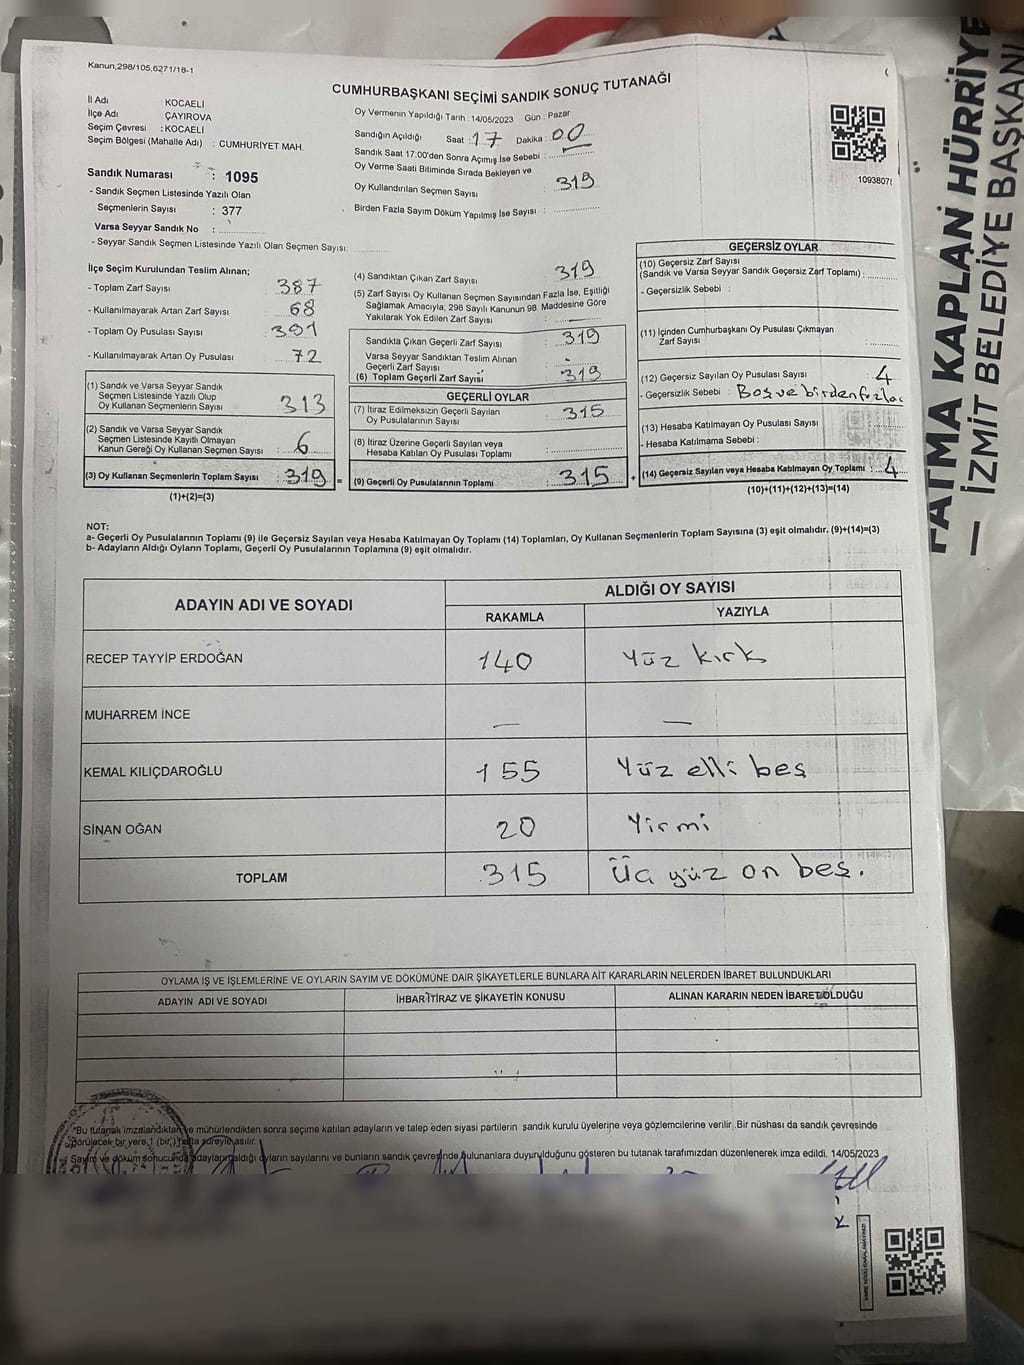 Kanun,298/105,6271/18-1
CUMHURBAŞKANI SEÇİMİ SANDIK SONUÇ TUTANAĞI
İl Adı KOCAELİ
İlçe Adı ÇAYIROVA
Seçim Çevresi : KOCAELİ
Seçim Bölgesi (Mahalle Adı) : CUMHURİYET MAH.
Sandık Numarası : 1095
- Sandık Seçmen Listesinde Yazılı Olan
Seçmenlerin Sayısı : 377
Varsa Seyyar Sandık No :
- Seyyar Sandık Seçmen Listesinde Yazılı Olan Seçmen Sayısı:
Oy Vermenin Yapıldığı Tarih : 14/05/2023 Gün : Pazar
Sandığın Açıldığı Saat : 17 Dakika : 00
Sandık Saat 17:00'den Sonra Açımış İse Sebebi :
Oy Verme Saati Bitiminde Sırada Bekleyen ve
Oy Kullandırılan Seçmen Sayısı : 319
Birden Fazla Sayım Döküm Yapılmış İse Sayısı :
1093807
İlçe Seçim Kurulundan Teslim Alınan;
- Toplam Zarf Sayısı : 387
- Kullanılmayarak Artan Zarf Sayısı : 68
- Toplam Oy Pusulası Sayısı : 391
- Kullanılmayarak Artan Oy Pusulası : 72
(1) Sandık ve Varsa Seyyar Sandık
Seçmen Listesinde Yazılı Olup
Oy Kullanan Seçmenlerin Sayısı : 313
(2) Sandık ve Varsa Seyyar Sandık
Seçmen Listesinde Kayıtlı Olmayan
Kanun Gereği Oy Kullanan Seçmen Sayısı : 6
(3) Oy Kullanan Seçmenlerin Toplam Sayısı : 319 =
(1)+(2)=(3)
(4) Sandıktan Çıkan Zarf Sayısı : 319
(5) Zarf Sayısı Oy Kullanan Seçmen Sayısından Fazla İse, Eşitliği
Sağlamak Amacıyla; 298 Sayılı Kanunun 98. Maddesine Göre
Yakılarak Yok Edilen Zarf Sayısı : —
Sandıkta Çıkan Geçerli Zarf Sayısı : 319
Varsa Seyyar Sandıktan Teslim Alınan
Geçerli Zarf Sayısı :
(6) Toplam Geçerli Zarf Sayısı : 319
GEÇERLİ OYLAR
(7) İtiraz Edilmeksizin Geçerli Sayılan
Oy Pusulalarının Sayısı : 315
(8) İtiraz Üzerine Geçerli Sayılan veya
Hesaba Katılan Oy Pusulası Toplamı :
(9) Geçerli Oy Pusulalarının Toplamı : 315 +
GEÇERSİZ OYLAR
(10) Geçersiz Zarf Sayısı
(Sandık ve Varsa Seyyar Sandık Geçersiz Zarf Toplamı) :
- Geçersizlik Sebebi :
(11) İçinden Cumhurbaşkanı Oy Pusulası Çıkmayan
Zarf Sayısı :
(12) Geçersiz Sayılan Oy Pusulası Sayısı : 4
- Geçersizlik Sebebi : Boş ve birden fazla
(13) Hesaba Katılmayan Oy Pusulası Sayısı :
- Hesaba Katılmama Sebebi :
(14) Geçersiz Sayılan veya Hesaba Katılmayan Oy Toplamı : 4
(10)+(11)+(12)+(13)=(14)
NOT:
a- Geçerli Oy Pusulalarının Toplamı (9) ile Geçersiz Sayılan veya Hesaba Katılmayan Oy Toplamı (14) Toplamları, Oy Kullanan Seçmenlerin Toplam Sayısına (3) eşit olmalıdır. (9)+(14)=(3)
b- Adayların Aldığı Oyların Toplamı, Geçerli Oy Pusulalarının Toplamına (9) eşit olmalıdır.
ADAYIN ADI VE SOYADI ALDIĞI OY SAYISI
RAKAMLA YAZIYLA
RECEP TAYYİP ERDOĞAN 140 Yüz kırk
MUHARREM İNCE — —
KEMAL KILIÇDAROĞLU 155 Yüz elli beş
SİNAN OĞAN 20 Yirmi
TOPLAM 315 Üç yüz on beş.
OYLAMA İŞ VE İŞLEMLERİNE VE OYLARIN SAYIM VE DÖKÜMÜNE DAİR ŞİKAYETLERLE BUNLARA AİT KARARLARIN NELERDEN İBARET BULUNDUKLARI
ADAYIN ADI VE SOYADI İHBAR İTİRAZ VE ŞİKAYETİN KONUSU ALINAN KARARIN NEDEN İBARET OLDUĞU
*Bu tutanak imzalandıktan ve mühürlendikten sonra seçime katılan adayların ve talep eden siyasi partilerin sandık kurulu üyelerine veya gözlemcilerine verilir. Bir nüshası da sandık çevresinde
görülecek bir yere 1 (bir) hafta süreyle asılır.
Sayım ve döküm sonucunda adayların aldığı oyların sayılarını ve bunların sandık çevresinde bulunanlara duyurulduğunu gösteren bu tutanak tarafımızdan düzenlenerek imza edildi. 14/05/2023
FATMA KAPLAN HÜRRİYE
— İZMİT BELEDİYE BAŞKANI